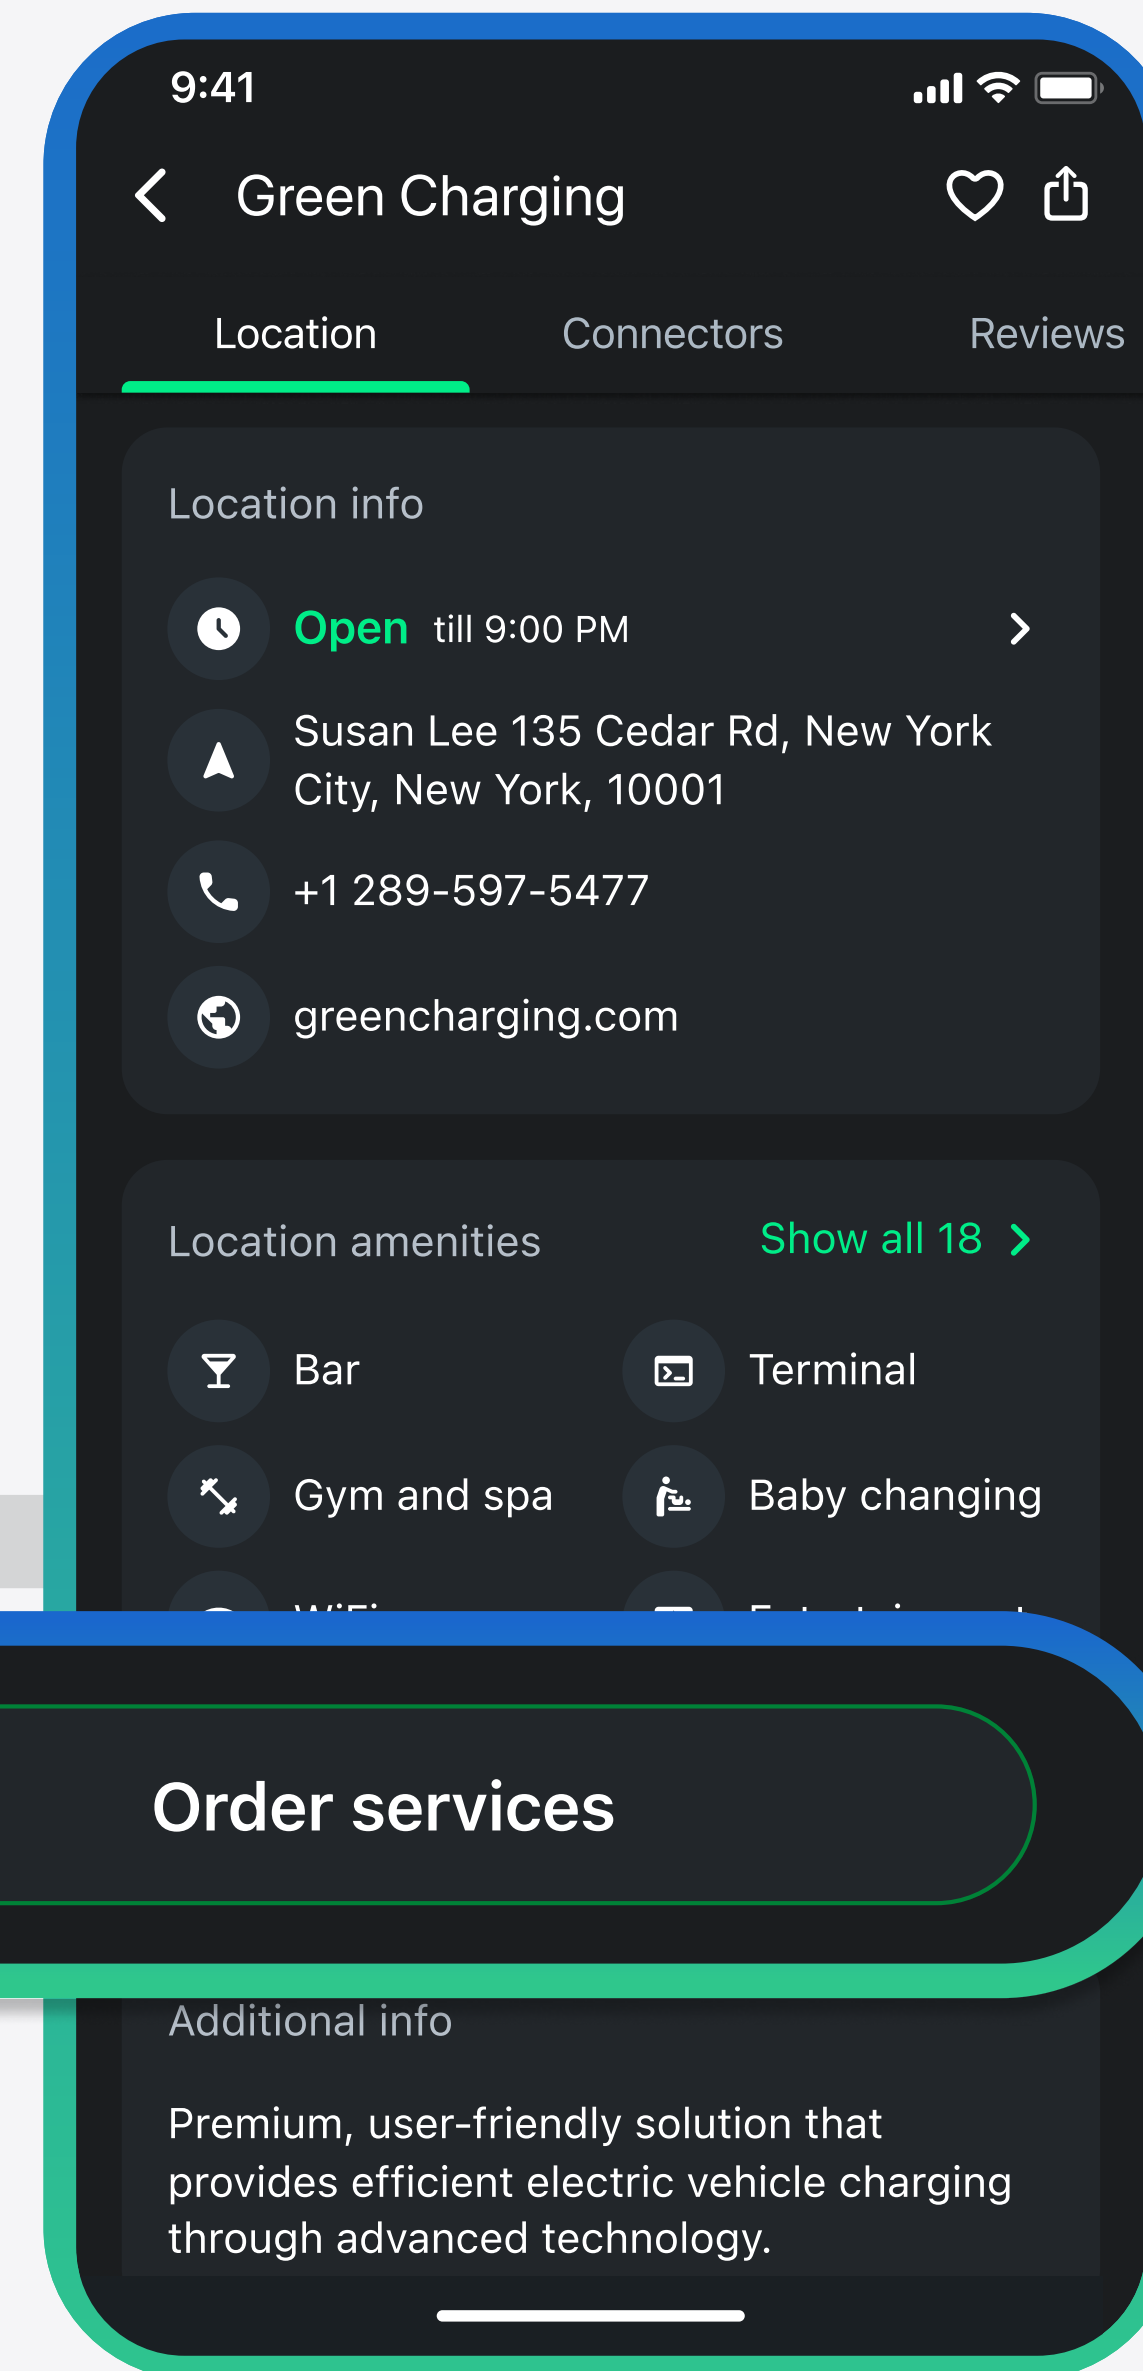 9:41
Green Charging
Location Connectors Reviews
Location info
Open till 9:00 PM
Susan Lee 135 Cedar Rd, New York
City, New York, 10001
+1 289-597-5477
greencharging.com
Location amenities Show all 18
Bar Terminal
Gym and spa Baby changing
Order services
Additional info
Premium, user-friendly solution that
provides efficient electric vehicle charging
through advanced technology.